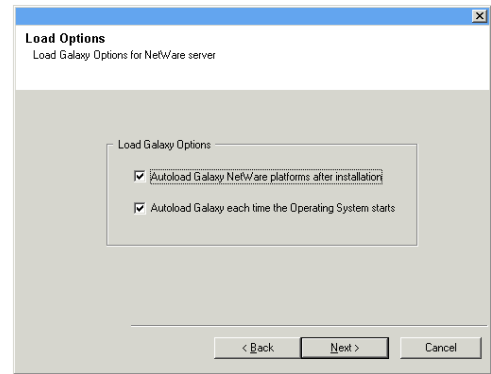 Load Options
Load Galaxy Options for NetWare server
Load Galaxy Options
Autoload Galaxy NetWare platforms after installation
Autoload Galaxy each time the Operating System starts
< Back
Next >
Cancel